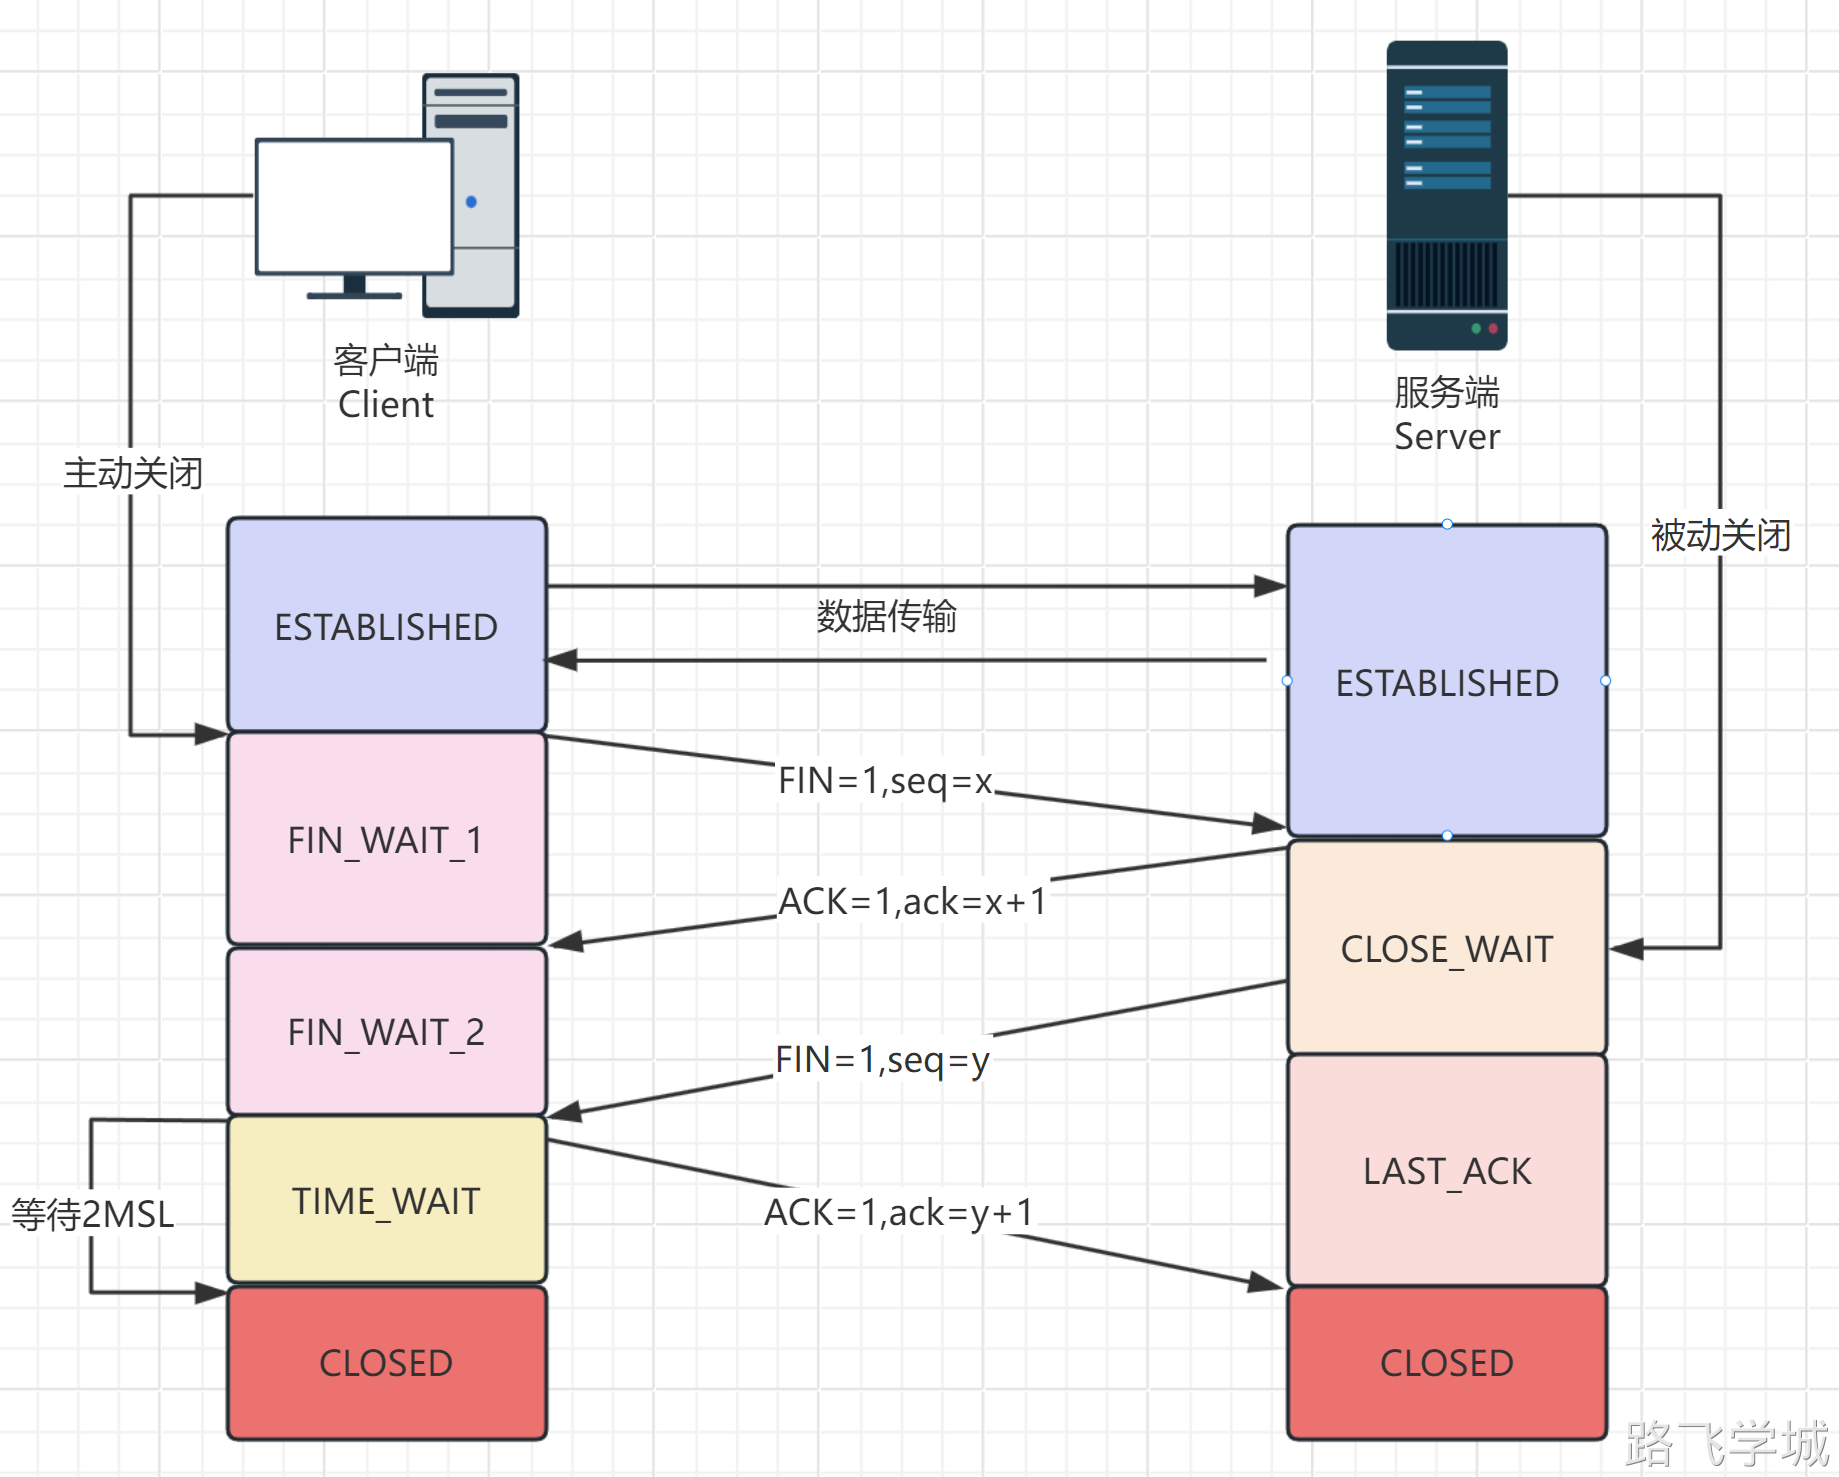 客户端
Client
服务端
Server
主动关闭
被动关闭
ESTABLISHED
数据传输
ESTABLISHED
FIN=1,seq=x
FIN_WAIT_1
ACK=1,ack=x+1
CLOSE_WAIT
FIN_WAIT_2
FIN=1,seq=y
LAST_ACK
TIME_WAIT
等待2MSL
ACK=1,ack=y+1
CLOSED
CLOSED
路飞学城